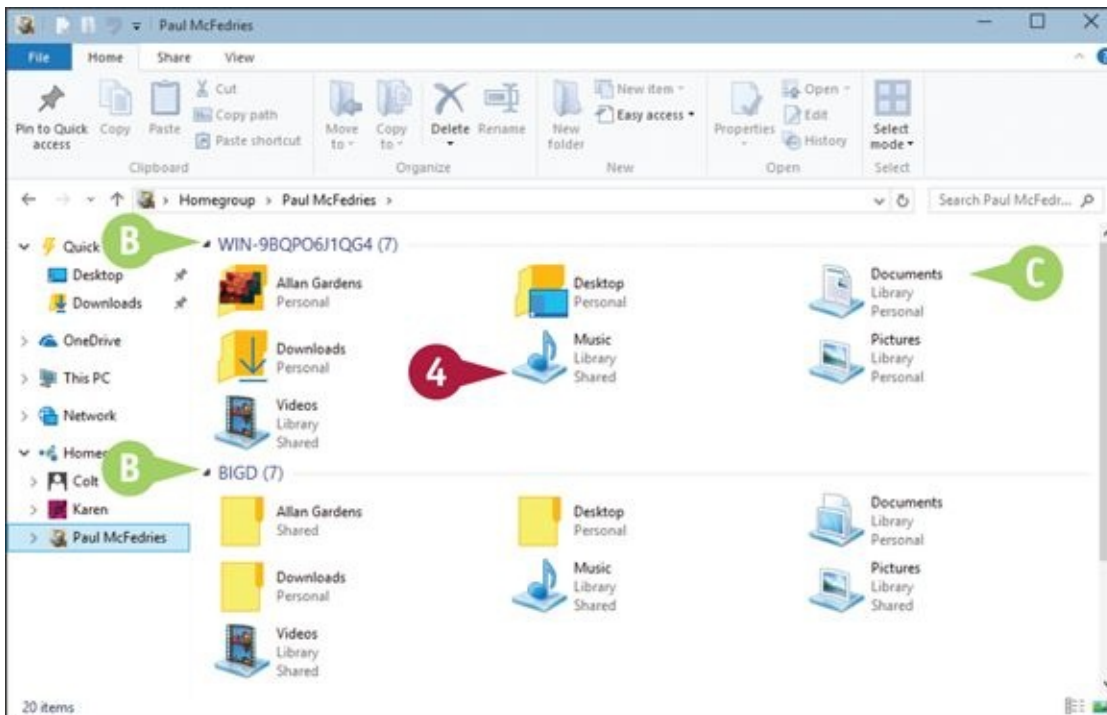 Paul McFedries
File Home Share View
Pin to Quick access
Copy
Paste
Cut
Copy path
Paste shortcut
Clipboard
Move to
Copy to
Delete
Rename
Organize
New folder
New item
Easy access
New
Properties
Open
Edit
History
Open
Select mode
Select
Homegroup > Paul McFedries >
Search Paul McFedr...
Quick
Desktop
Downloads
OneDrive
This PC
Network
Colt
Karen
Paul McFedries
B
WIN-9BQPO6J1QG4 (7)
Allan Gardens
Personal
Desktop
Personal
Documents
Library
Personal
C
Downloads
Personal
4
Music
Library
Shared
Pictures
Library
Personal
Videos
Library
Shared
B
BIGD (7)
Allan Gardens
Shared
Desktop
Personal
Documents
Library
Personal
Downloads
Personal
Music
Library
Shared
Pictures
Library
Shared
Videos
Library
Shared
20 items